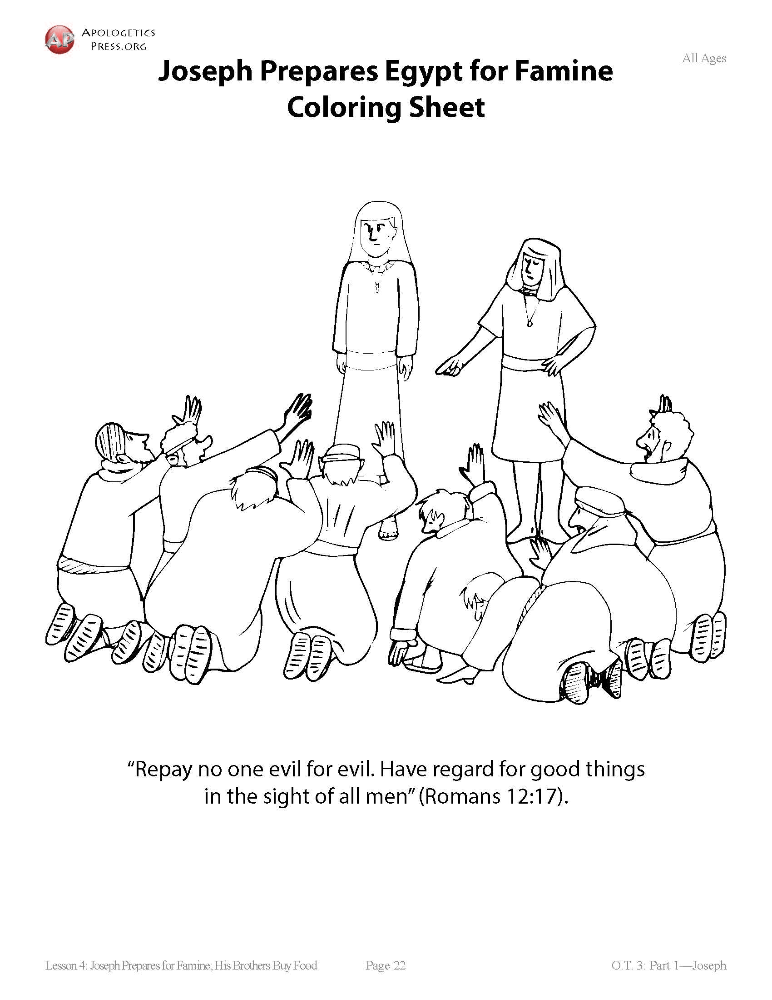 AP
APOLOGETICS
PRESS.ORG
All Ages
Joseph Prepares Egypt for Famine
Coloring Sheet
“Repay no one evil for evil. Have regard for good things
in the sight of all men” (Romans 12:17).
Lesson 4: Joseph Prepares for Famine; His Brothers Buy Food
Page 22
O.T. 3: Part 1—Joseph